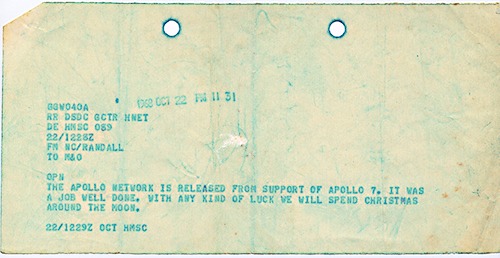 1968 OCT 22 PM 11 31
GGW040A
RR DSDC GCTR HNET
DE HMSC 089
22/1228Z
FM NC/RANDALL
TO M&O
OPN
THE APOLLO NETWORK IS RELEASED FROM SUPPORT OF APOLLO 7. IT WAS
A JOB WELL DONE. WITH ANY KIND OF LUCK WE WILL SPEND CHRISTMAS
AROUND THE MOON.
22/1229Z OCT HMSC